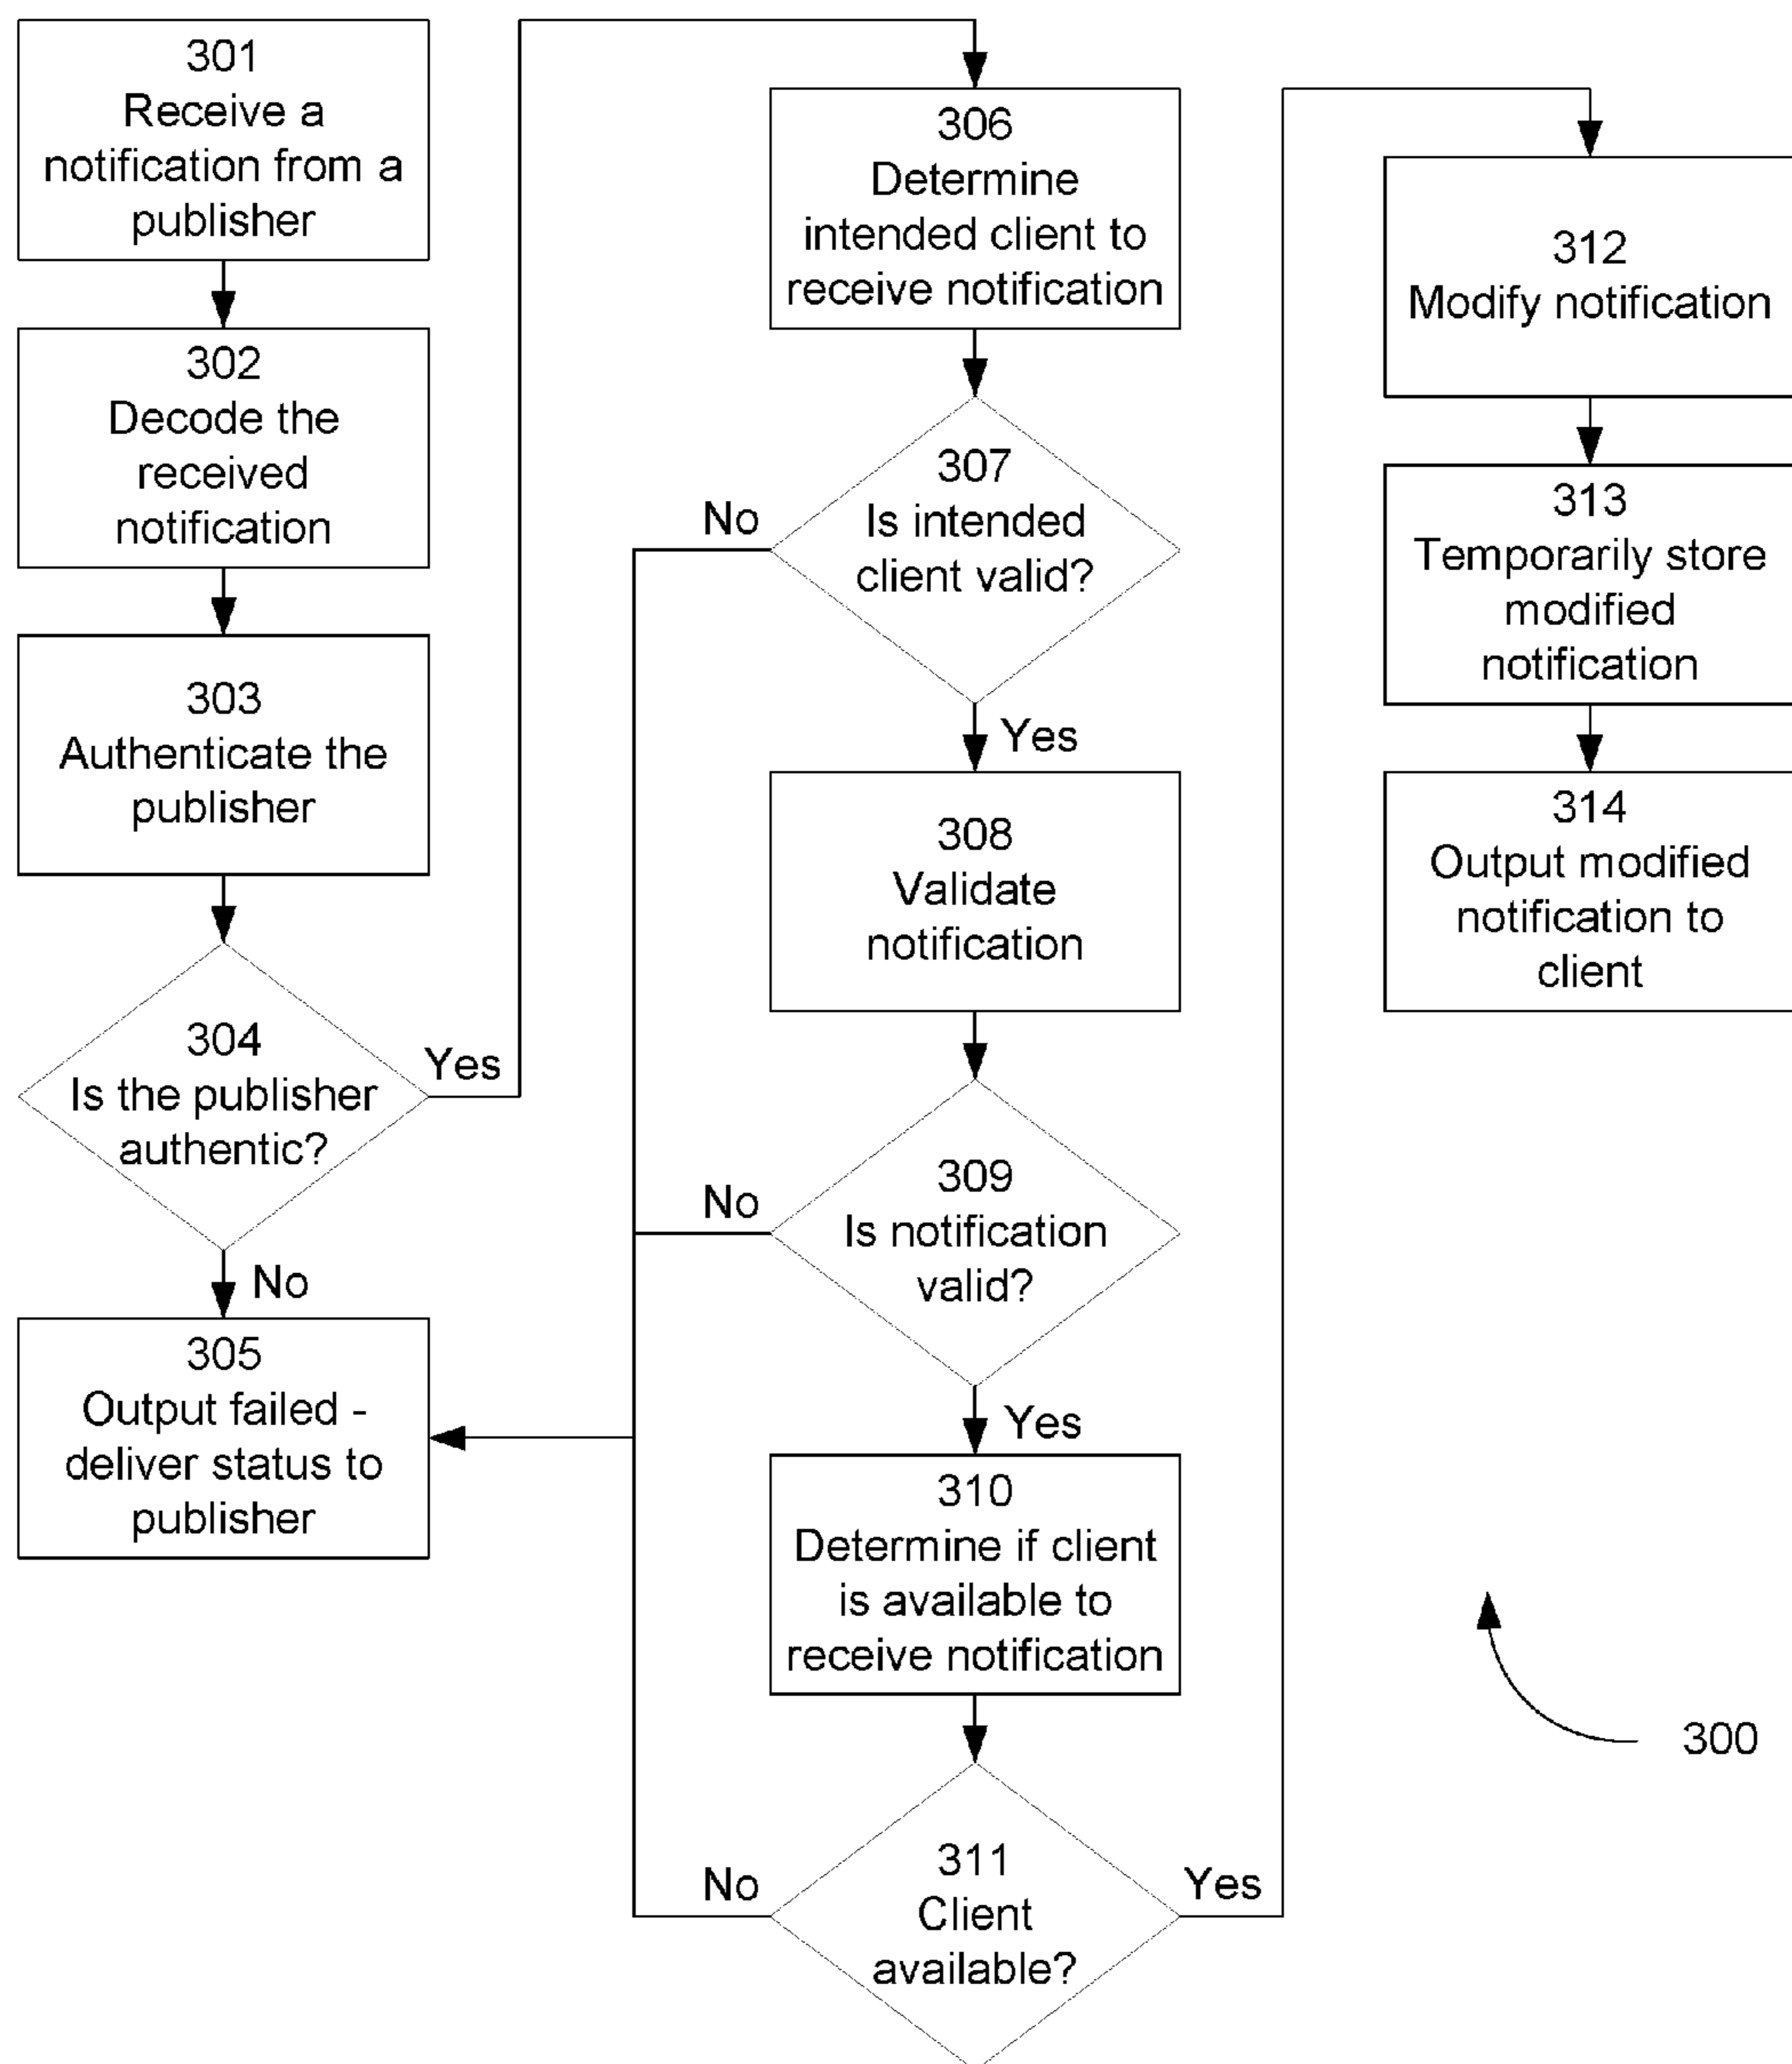 301
Receive a
notification from a
publisher
302
Decode the
received
notification
303
Authenticate the
publisher
304
Is the publisher
authentic?
Yes
No
305
Output failed -
deliver status to
publisher
306
Determine
intended client to
receive notification
307
Is intended
client valid?
No
Yes
308
Validate
notification
309
Is notification
valid?
No
Yes
310
Determine if client
is available to
receive notification
311
Client
available?
No
Yes
312
Modify notification
313
Temporarily store
modified
notification
314
Output modified
notification to
client
300